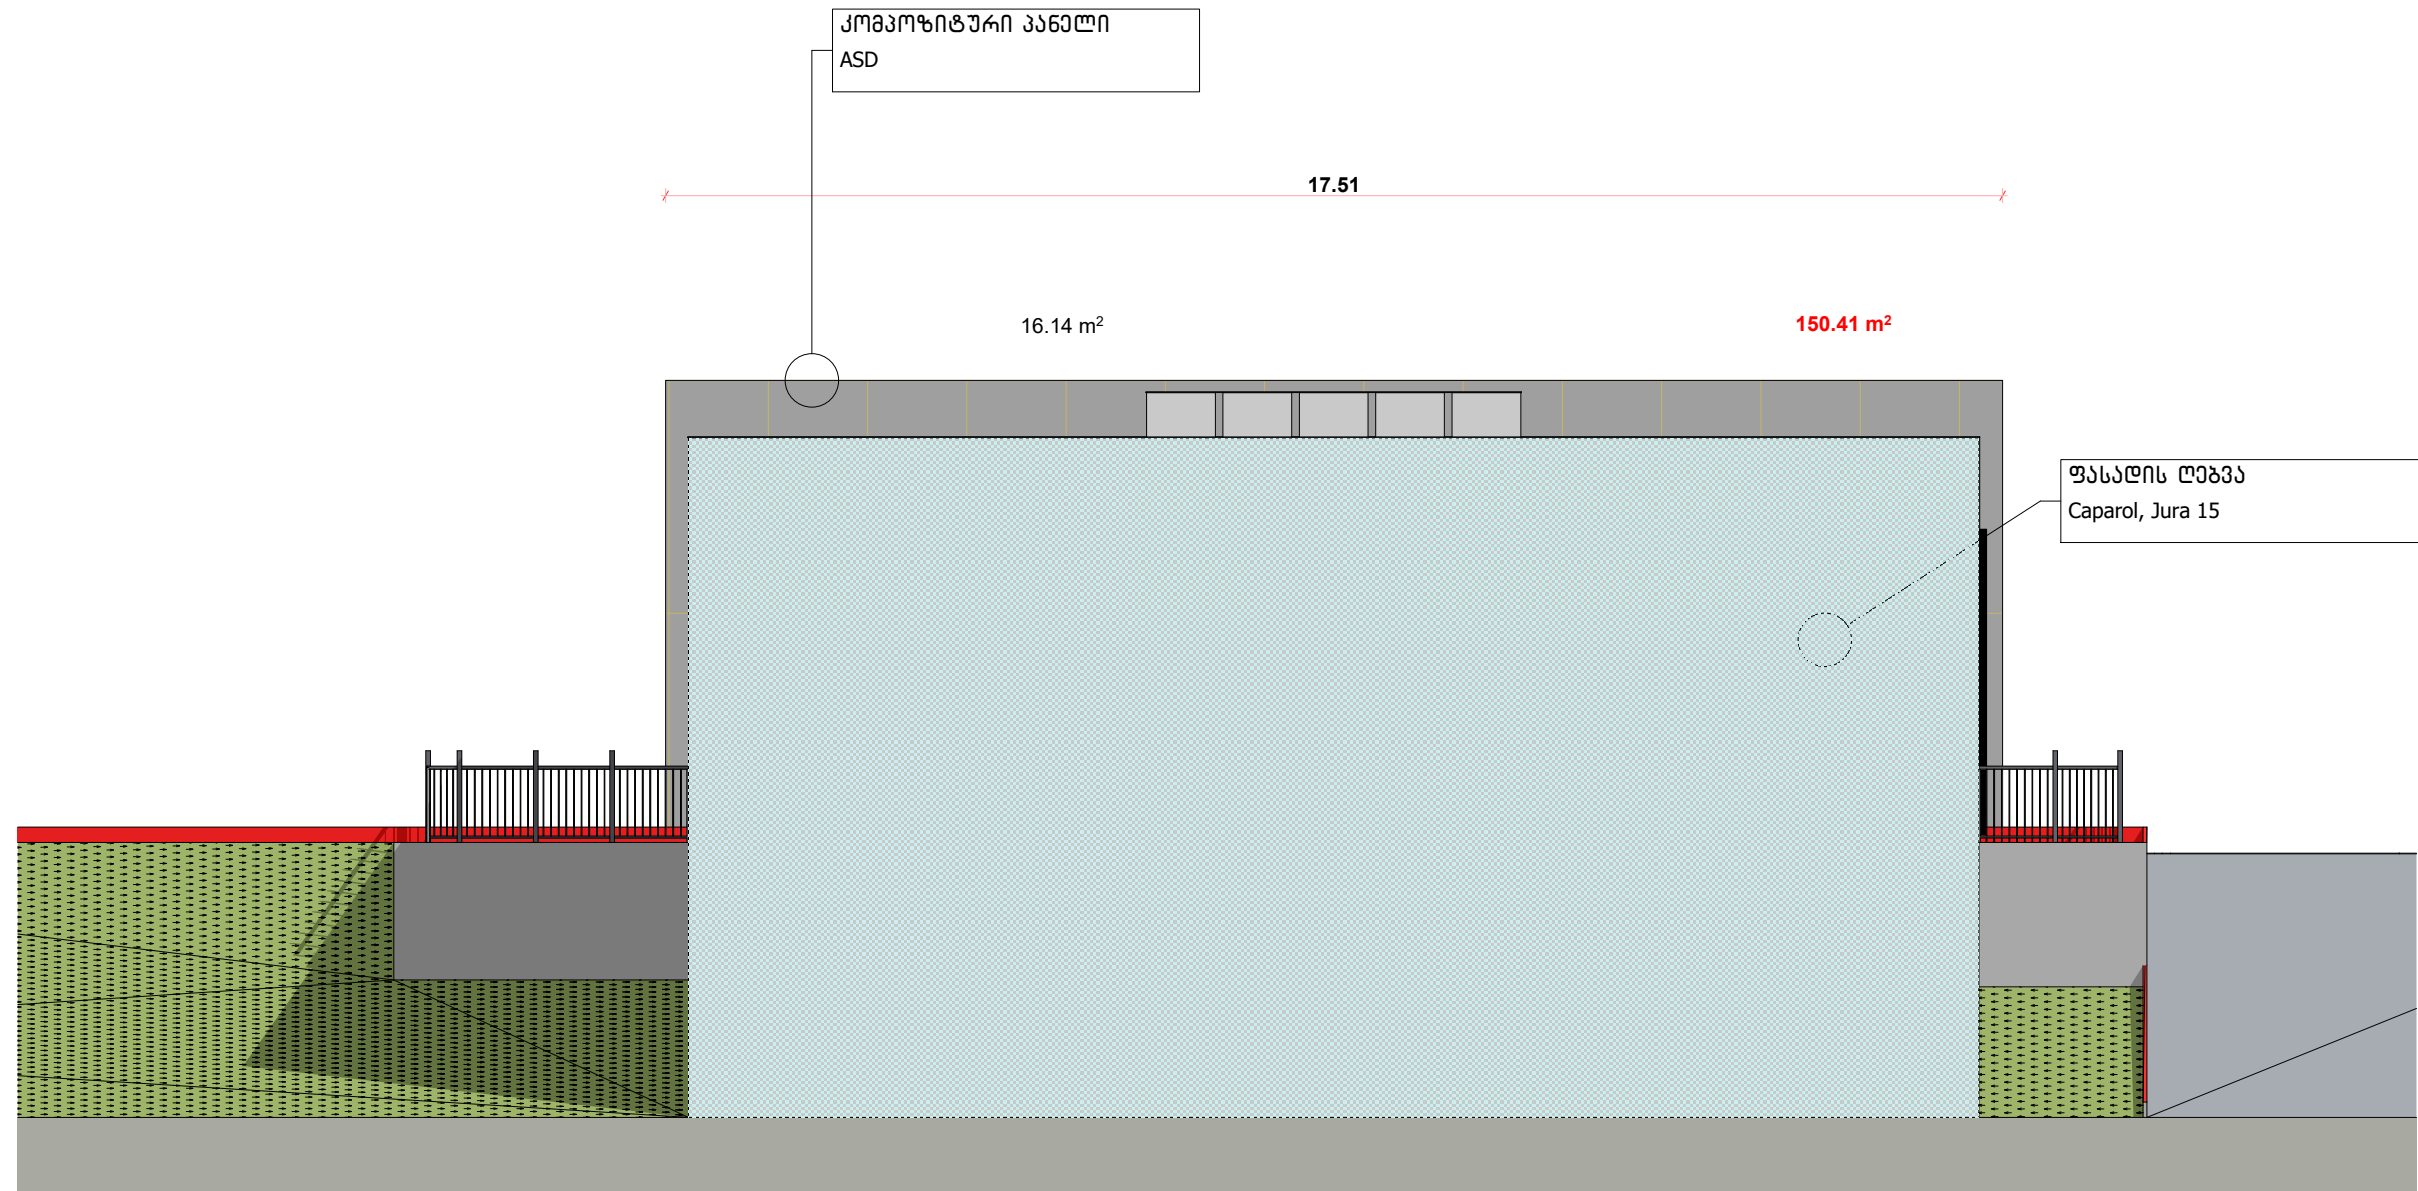 კომპოზიტური პანელი
ASD
17.51
16.14 m²
150.41 m²
ფასადის ღებვა
Caparol, Jura 15